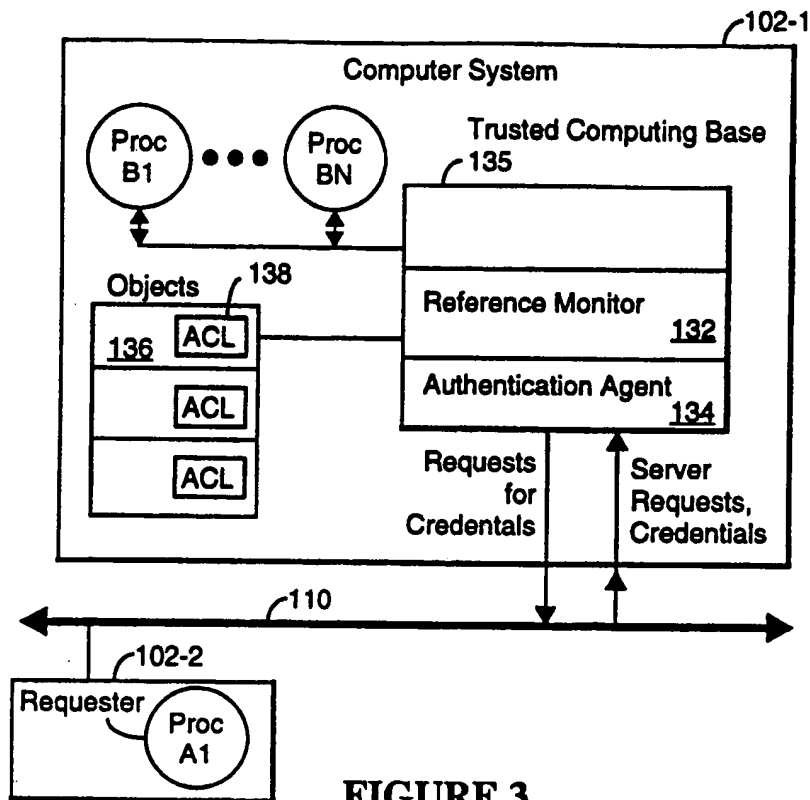 102-1
Computer System
Proc
B1
Proc
BN
Trusted Computing Base
135
Objects
138
136
ACL
ACL
ACL
Reference Monitor
132
Authentication Agent
134
Requests
for
Credentals
Server
Requests,
Credentials
110
102-2
Requester
Proc
A1
FIGURE 3